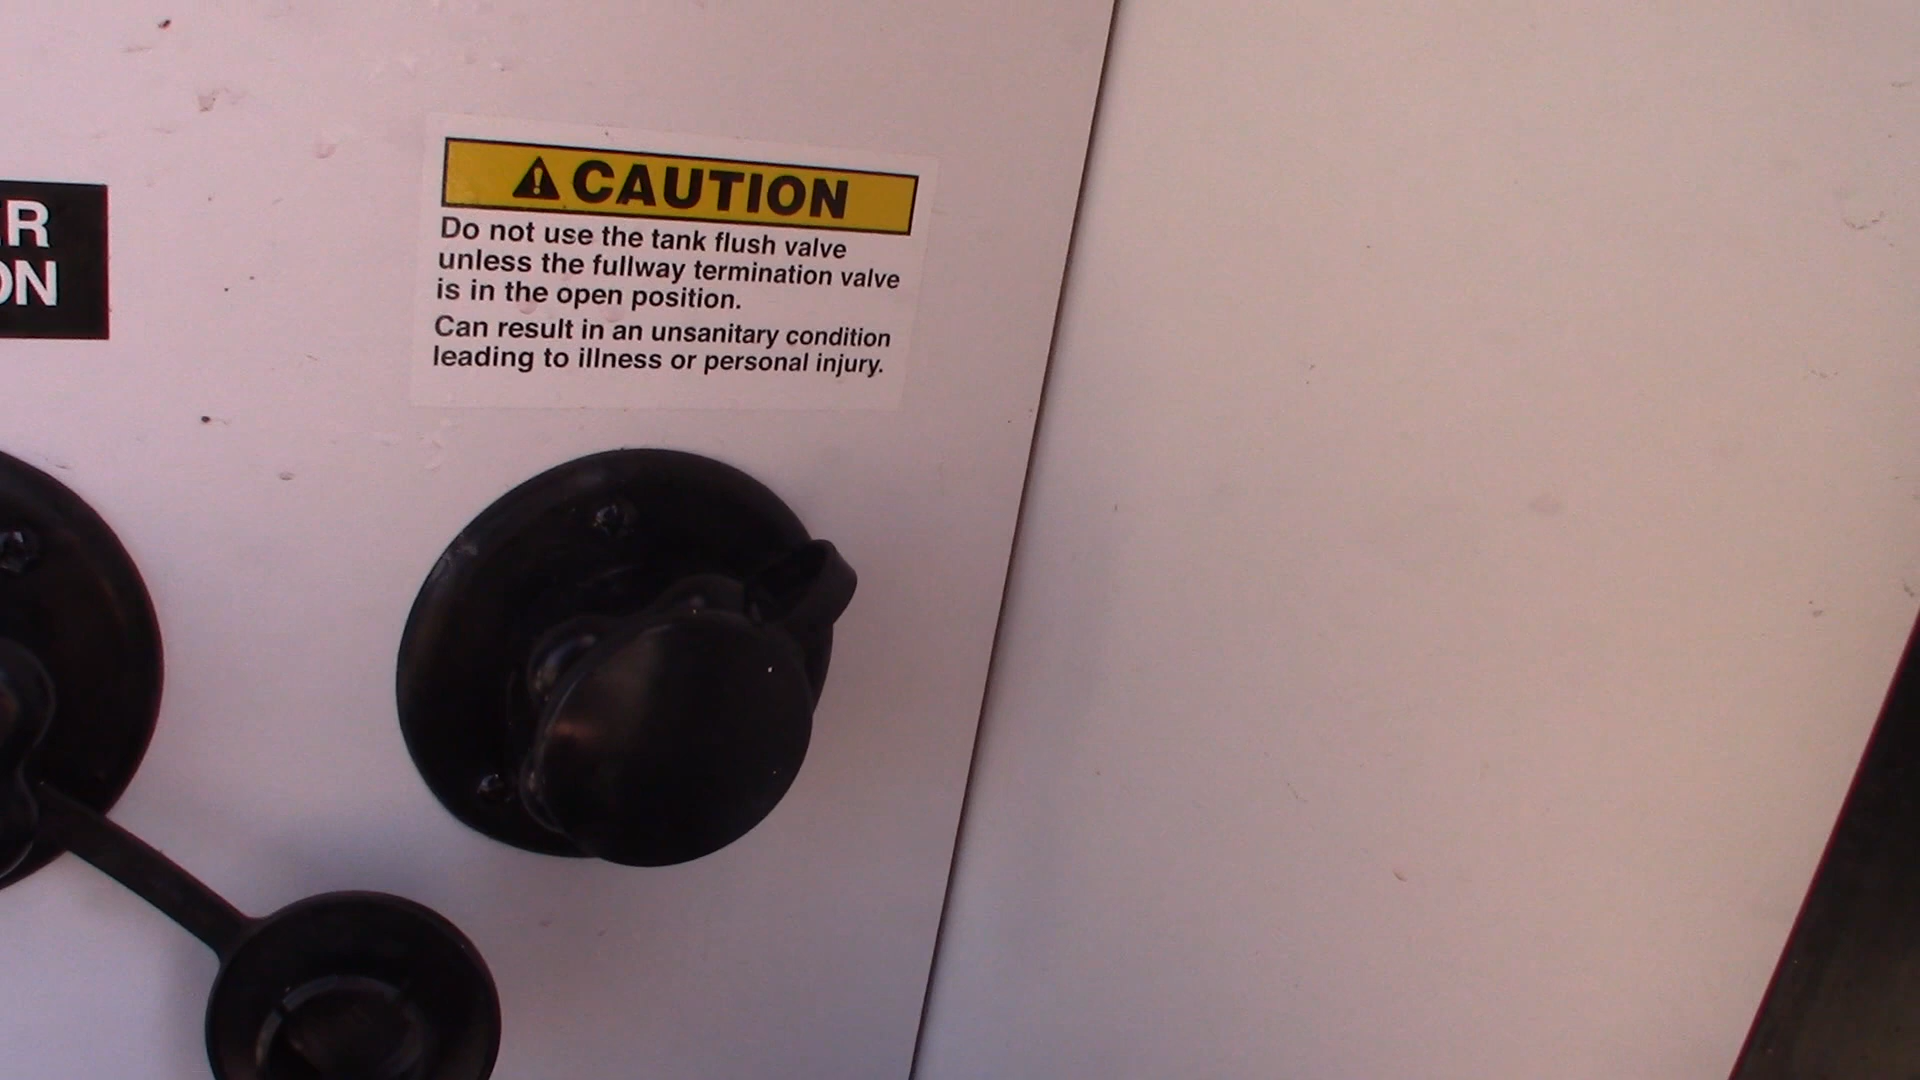 CAUTION
Do not use the tank flush valve
unless the fullway termination valve
is in the open position.
Can result in an unsanitary condition
leading to illness or personal injury.